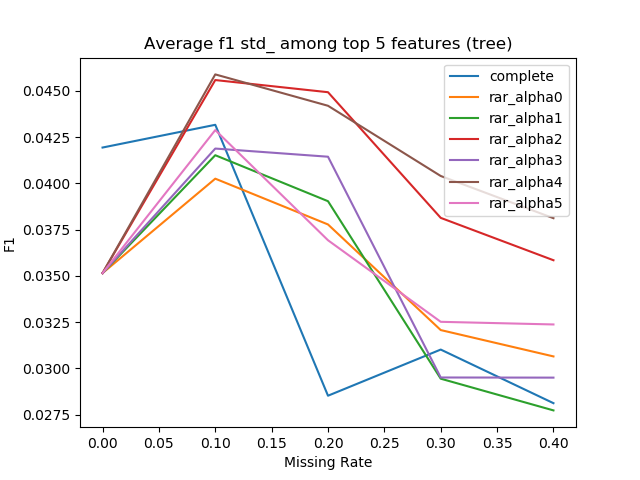 Average f1 std_ among top 5 features (tree)
F1
0.0450
0.0425
0.0400
0.0375
0.0350
0.0325
0.0300
0.0275
complete
rar_alpha0
rar_alpha1
rar_alpha2
rar_alpha3
rar_alpha4
rar_alpha5
0.00 0.05 0.10 0.15 0.20 0.25 0.30 0.35 0.40
Missing Rate